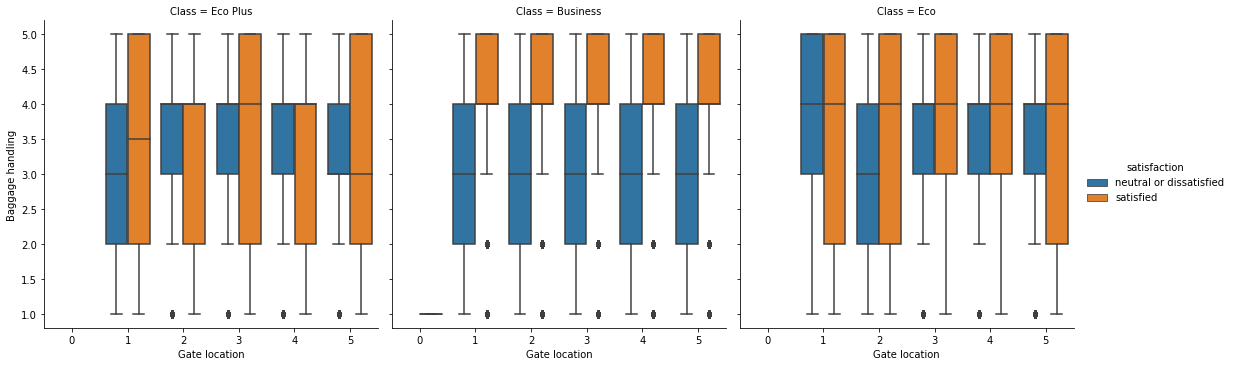 Class = Eco Plus
Class = Business
Class = Eco
5.0
4.5
4.0
3.5
3.0
2.5
2.0
1.5
1.0
Baggage handling
0 1 2 3 4 5
Gate location
0 1 2 3 4 5
Gate location
0 1 2 3 4 5
Gate location
satisfaction
neutral or dissatisfied
satisfied